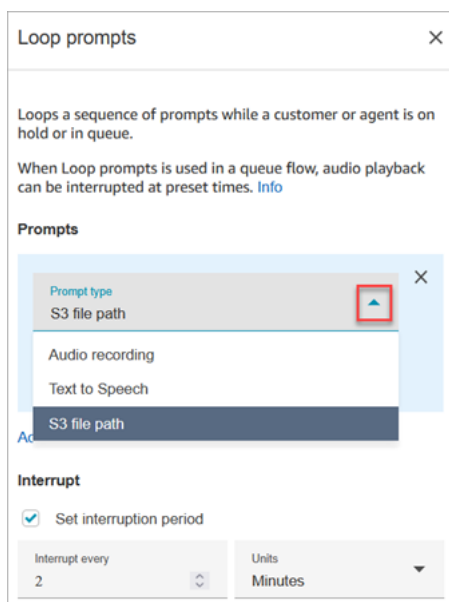 Loop prompts
Loops a sequence of prompts while a customer or agent is on
hold or in queue.
When Loop prompts is used in a queue flow, audio playback
can be interrupted at preset times. Info
Prompts
Prompt type
S3 file path
Audio recording
Text to Speech
S3 file path
Interrupt
Set interruption period
Interrupt every
2
Units
Minutes